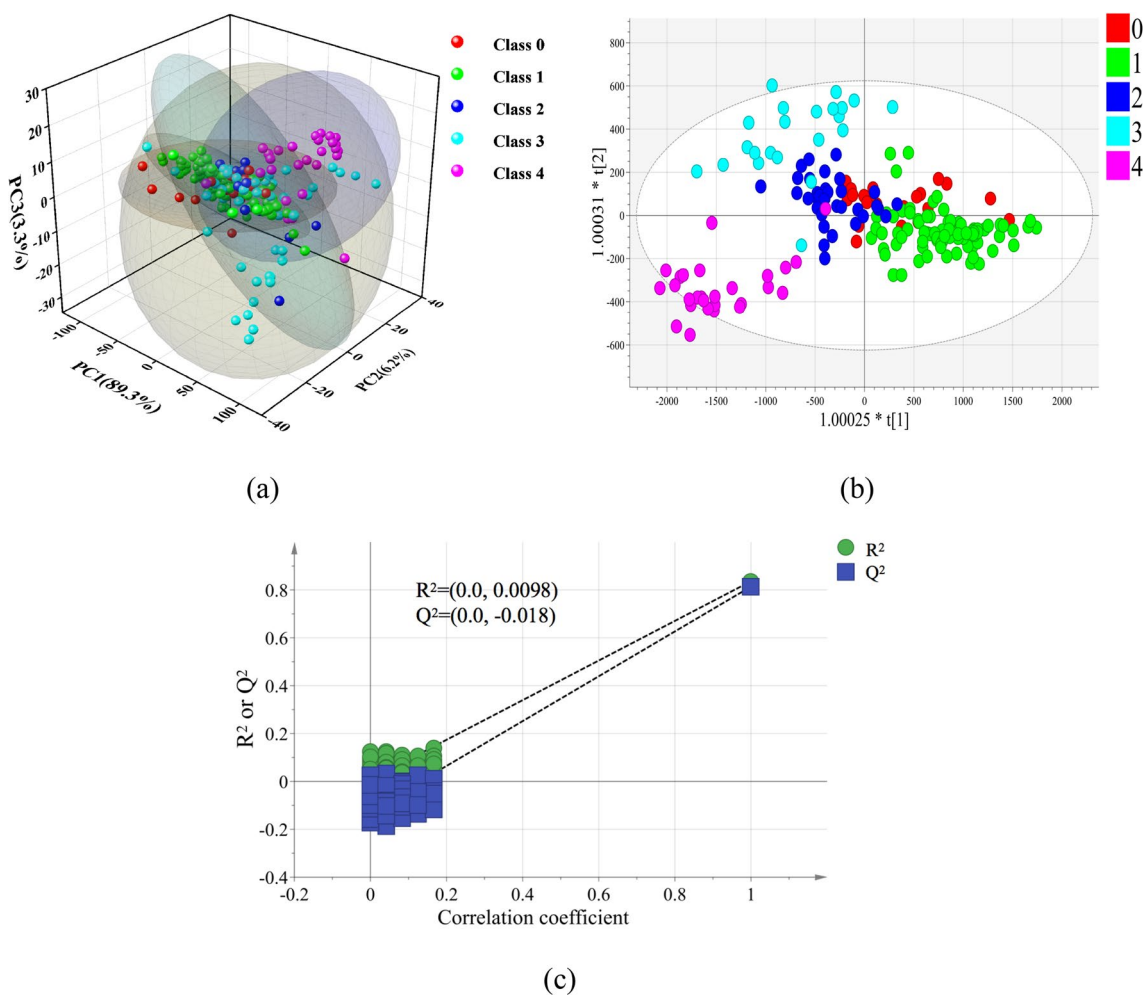 Class 0
Class 1
Class 2
Class 3
Class 4
30
20
10
0
-10
-20
-30
PC3(3.3%)
-100
-50
0
50
100
PC1(89.3%)
-40
-20
0
20
40
PC2(6.2%)
(a)
0
1
2
3
4
800
600
400
200
0
-200
-400
-600
1.00031 * t[2]
-2000
-1500
-1000
-500
0
500
1000
1500
2000
1.00025 * t[1]
(b)
R²
Q²
R²=(0.0, 0.0098)
Q²=(0.0, -0.018)
0.8
0.6
0.4
0.2
0
-0.2
-0.4
R² or Q²
-0.2
0
0.2
0.4
0.6
0.8
1
Correlation coefficient
(c)